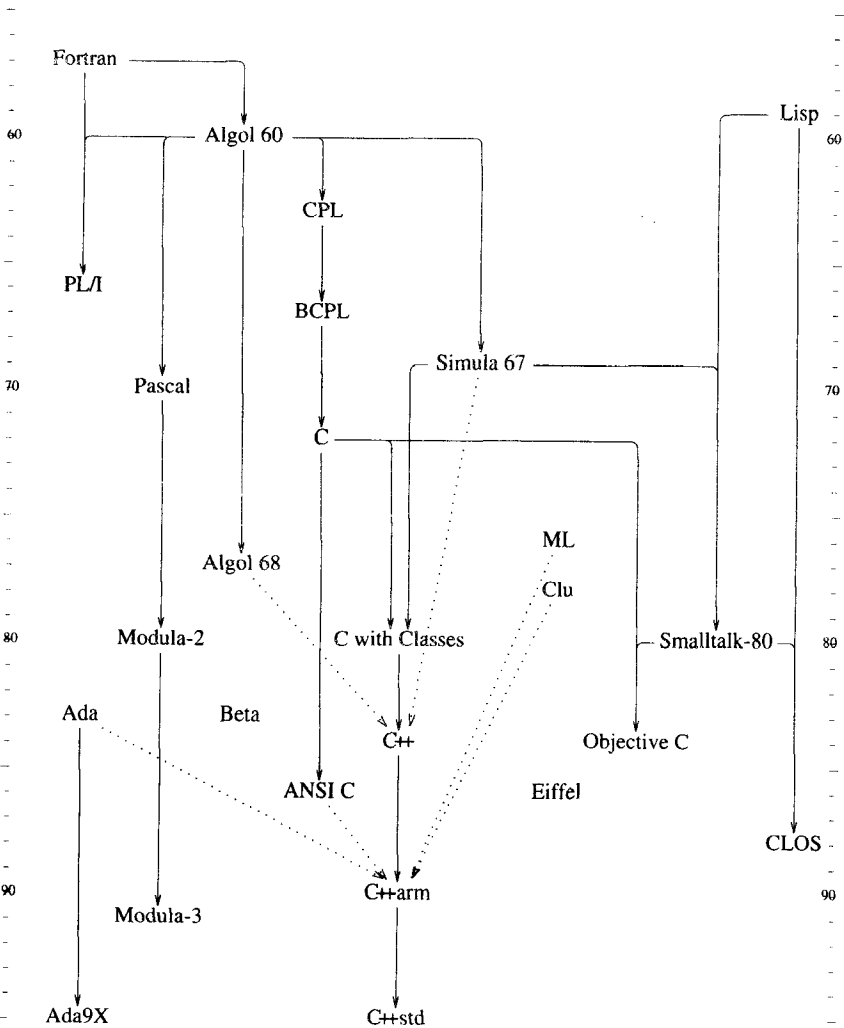 Fortran
Lisp
60
Algol 60
60
CPL
PL/I
BCPL
Simula 67
70
Pascal
70
C
ML
Algol 68
Clu
80
Modula-2
C with Classes
Smalltalk-80
80
Ada
Beta
C++
Objective C
ANSI C
Eiffel
CLOS
90
C++arm
90
Modula-3
Ada9X
C++std